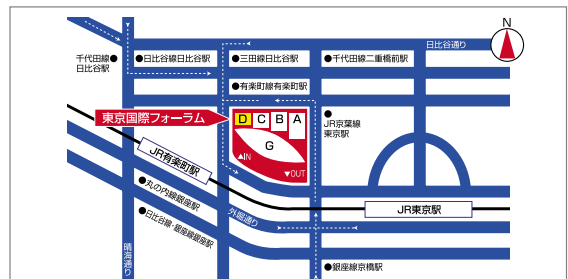 N
日比谷通り
千代田線●
日比谷駅
●日比谷線日比谷駅
●三田線日比谷駅
●千代田線二重橋前駅
●有楽町線有楽町駅
東京国際フォーラム
D
C
B
A
G
▲IN
▼OUT
●
JR京葉線
東京駅
JR有楽町駅
●丸の内線銀座駅
●日比谷線・銀座線銀座駅
外堀通り
JR東京駅
晴海通り
●銀座線京橋駅